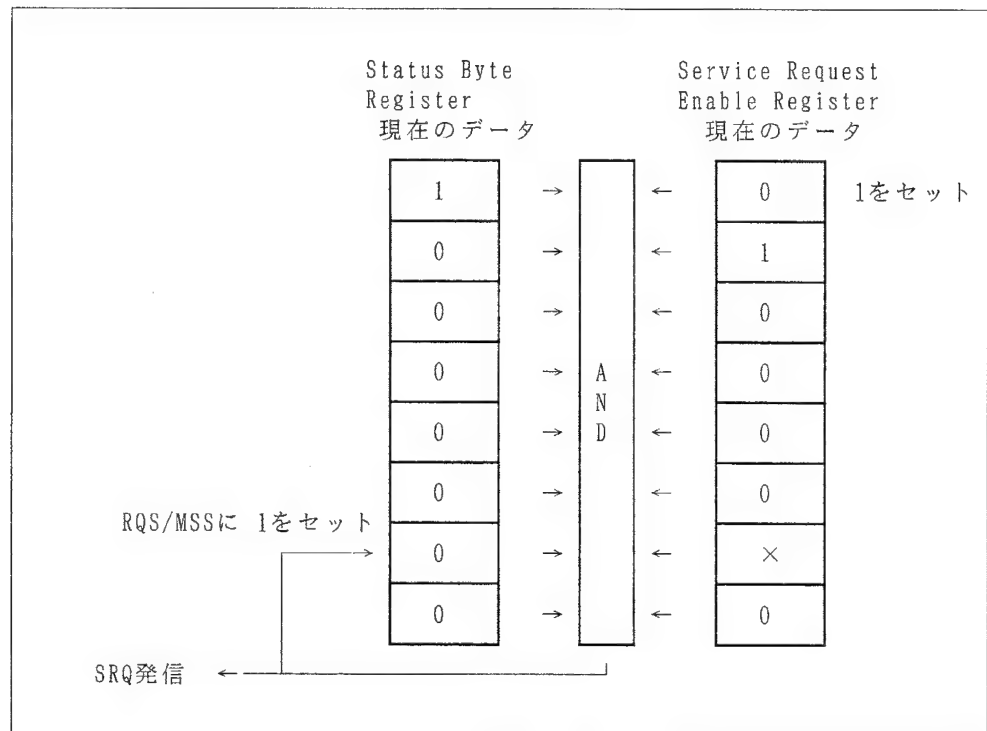 Status Byte
Register
現在のデータ
Service Request
Enable Register
現在のデータ
1 → ← 0 1をセット
0 → ← 1
0 → ← 0
0 → A ← 0
0 → N D ← 0
0 → ← 0
RQS/MSSに 1をセット
0 → ← ×
0 → ← 0
SRQ発信 ←